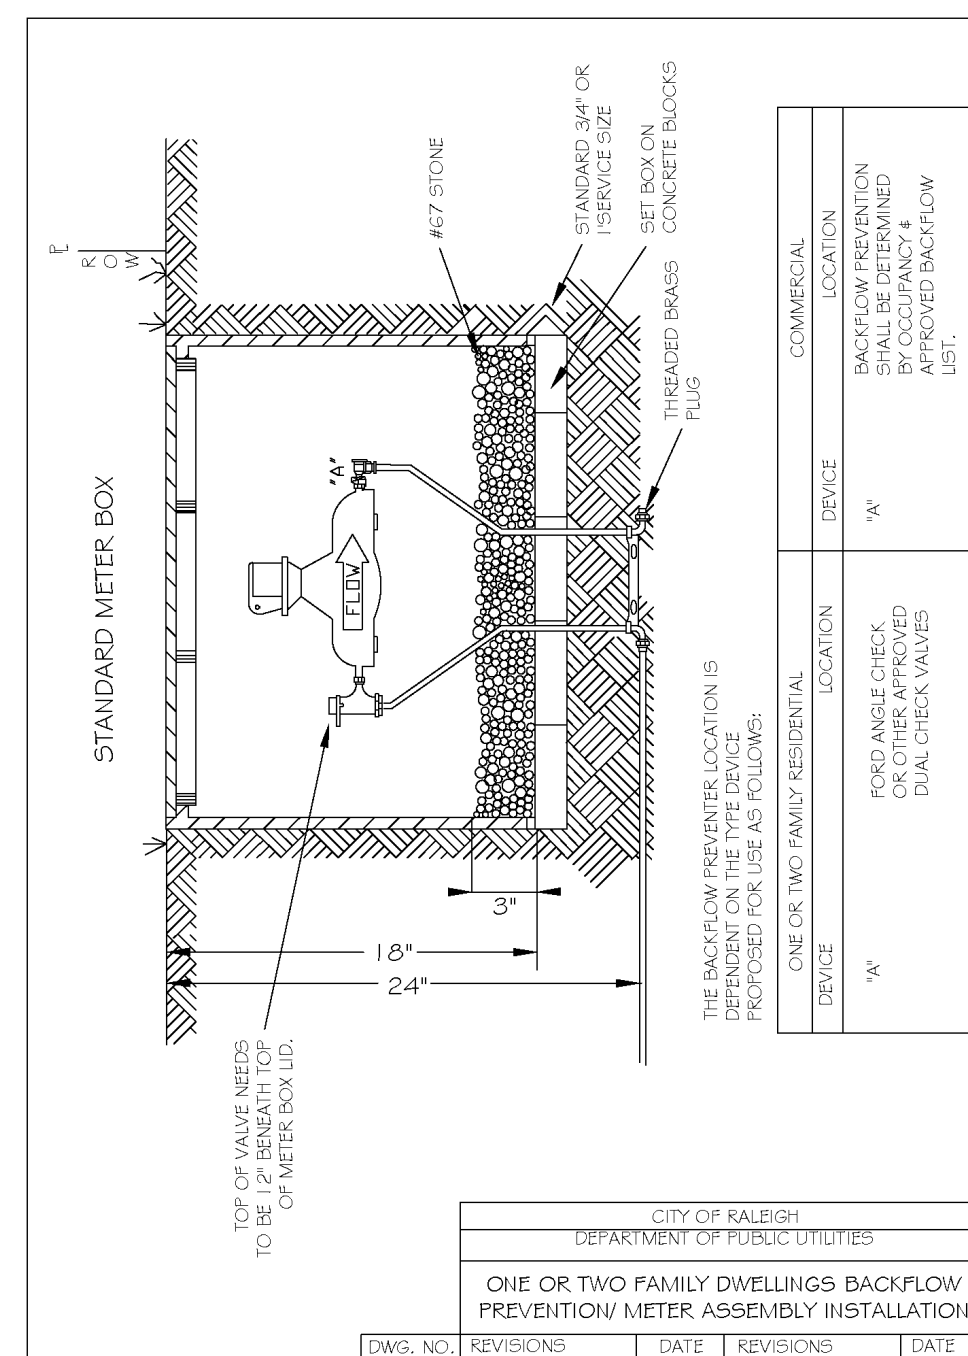 STANDARD METER BOX
P L
R
O
W
#67 STONE
STANDARD 3/4" OR
1"SERVICE SIZE
SET BOX ON
CONCRETE BLOCKS
THREADED BRASS
PLUG
"A"
FLOW
3"
18"
24"
TOP OF VALVE NEEDS
TO BE 12" BENEATH TOP
OF METER BOX LID.
THE BACKFLOW PREVENTER LOCATION IS
DEPENDENT ON THE TYPE DEVICE
PROPOSED FOR USE AS FOLLOWS:
ONE OR TWO FAMILY RESIDENTIAL
COMMERCIAL
DEVICE
LOCATION
DEVICE
LOCATION
"A"
FORD ANGLE CHECK
OR OTHER APPROVED
DUAL CHECK VALVES
"A"
BACKFLOW PREVENTION
SHALL BE DETERMINED
BY OCCUPANCY &
APPROVED BACKFLOW
LIST.
CITY OF RALEIGH
DEPARTMENT OF PUBLIC UTILITIES
ONE OR TWO FAMILY DWELLINGS BACKFLOW
PREVENTION/ METER ASSEMBLY INSTALLATION
DWG. NO.
REVISIONS
DATE
REVISIONS
DATE